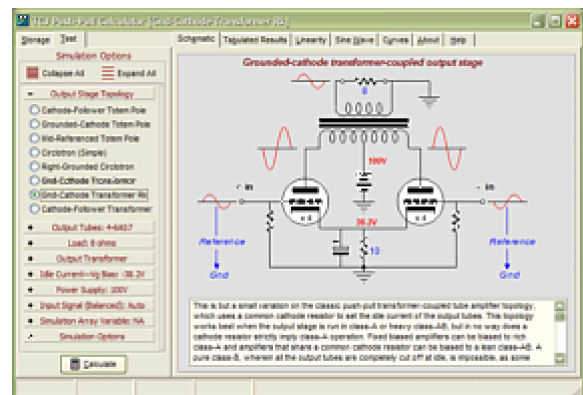 TCJ Push-Pull Calculator [Gnd-Cathode Transformer Rk]
Storage Test
Simulation Options
Collapse All Expand All
Output Stage Topology
Cathode-Follower Totem Pole
Grounded-Cathode Totem Pole
Mid-Referenced Totem Pole
Circlotron (Simple)
Right-Grounded Circlotron
Gnd-Cathode Transformer
Gnd-Cathode Transformer Rk
Cathode-Follower Transformer
Output Tubes: 4-6AS7
Load: 8 ohms
Output Transformer
Idle Current=Vg Bias: -38.2V
Power Supply: 100V
Input Signal (Balanced): Auto
Simulation Array Variable: NA
Simulation Options
Calculate
Schematic Tabulated Results Linearity Sine Wave Curves About Help
Grounded-cathode transformer-coupled output stage
8
100V
- in
- in
x4
x4
38.2V
10
Reference
Reference
Gnd
Gnd
This is but a small variation on the classic push-pull transformer-coupled tube amplifier topology,
which uses a common cathode resistor to set the idle current of the output tubes. This topology
works best when the output stage is run in class-A or heavy class-AB, but in no way does a
cathode resistor strictly imply class-A operation. Fixed biased amplifiers can be biased to rich
class-A and amplifiers that share a common cathode resistor can be biased to a lean class-AB. A
pure class-B, wherein all the output tubes are completely cut off at idle, is impossible, as some